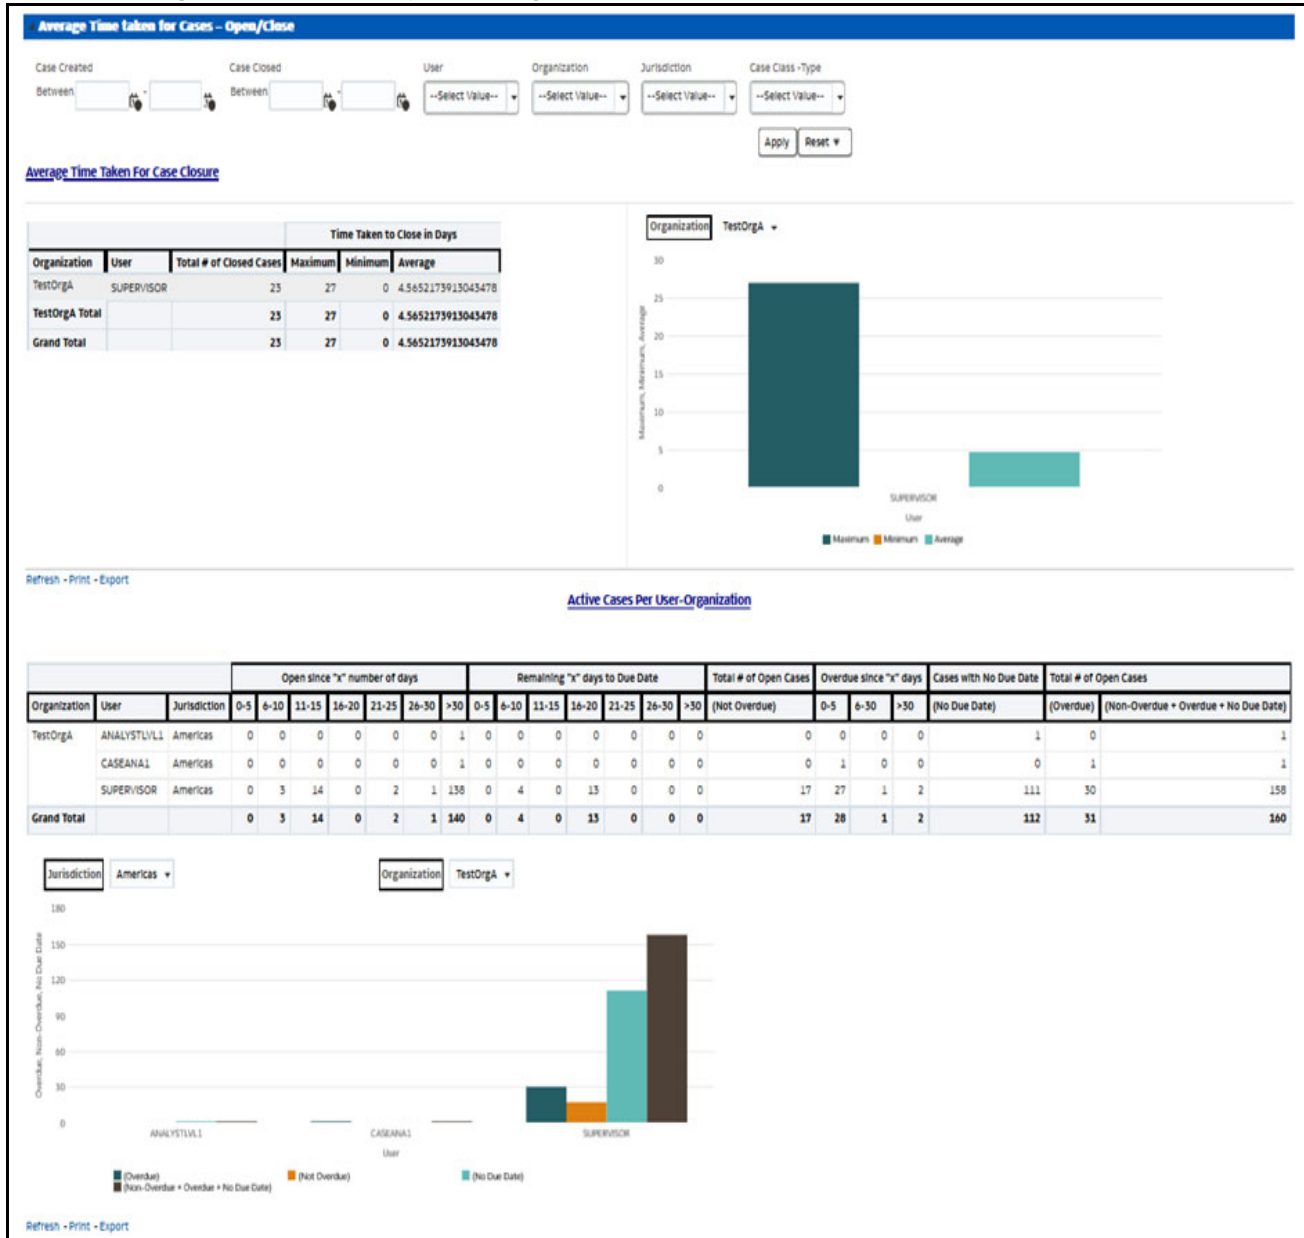 Average Time taken for Cases – Open/Close
Case Created Case Closed User Organization Jurisdiction Case Class -Type
Between - Between - --Select Value-- --Select Value-- --Select Value-- --Select Value--
Apply Reset
Average Time Taken For Case Closure
Organization TestOrgA
Time Taken to Close in Days
Organization User Total # of Closed Cases Maximum Minimum Average
TestOrgA SUPERVISOR 23 27 0 4.5652173913043478
TestOrgA Total 23 27 0 4.5652173913043478
Grand Total 23 27 0 4.5652173913043478
30
25
20
15
10
5
0
Maximum, Minimum, Average
SUPERVISOR
User
Maximum Minimum Average
Refresh - Print - Export
Active Cases Per User-Organization
Open since "x" number of days Remaining "x" days to Due Date Total # of Open Cases Overdue since "x" days Cases with No Due Date Total # of Open Cases
Organization User Jurisdiction 0-5 6-10 11-15 16-20 21-25 26-30 >30 0-5 6-10 11-15 16-20 21-25 26-30 >30 (Not Overdue) 0-5 6-30 >30 (No Due Date) (Overdue) (Non-Overdue + Overdue + No Due Date)
TestOrgA ANALYSTLVL1 Americas 0 0 0 0 0 0 1 0 0 0 0 0 0 0 0 0 0 0 1 0 1
CASEANA1 Americas 0 0 0 0 0 0 1 0 0 0 0 0 0 0 0 1 0 0 0 1 1
SUPERVISOR Americas 0 3 14 0 2 1 138 0 4 0 13 0 0 0 17 27 1 2 111 30 158
Grand Total 0 3 14 0 2 1 140 0 4 0 13 0 0 0 17 28 1 2 112 31 160
Jurisdiction Americas Organization TestOrgA
180
150
120
90
60
30
0
Overdue, Non-Overdue, No Due Date
ANALYSTLVL1 CASEANA1 SUPERVISOR
User
(Overdue) (Not Overdue) (No Due Date)
(Non-Overdue + Overdue + No Due Date)
Refresh - Print - Export